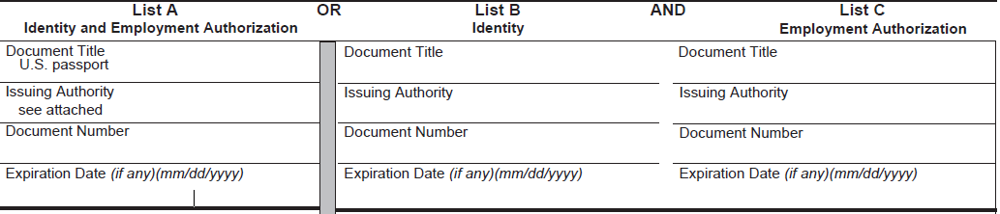 List A OR List B AND List C
Identity and Employment Authorization Identity Employment Authorization
Document Title Document Title Document Title
U.S. passport
Issuing Authority Issuing Authority Issuing Authority
see attached
Document Number Document Number Document Number
Expiration Date (if any)(mm/dd/yyyy) Expiration Date (if any)(mm/dd/yyyy) Expiration Date (if any)(mm/dd/yyyy)